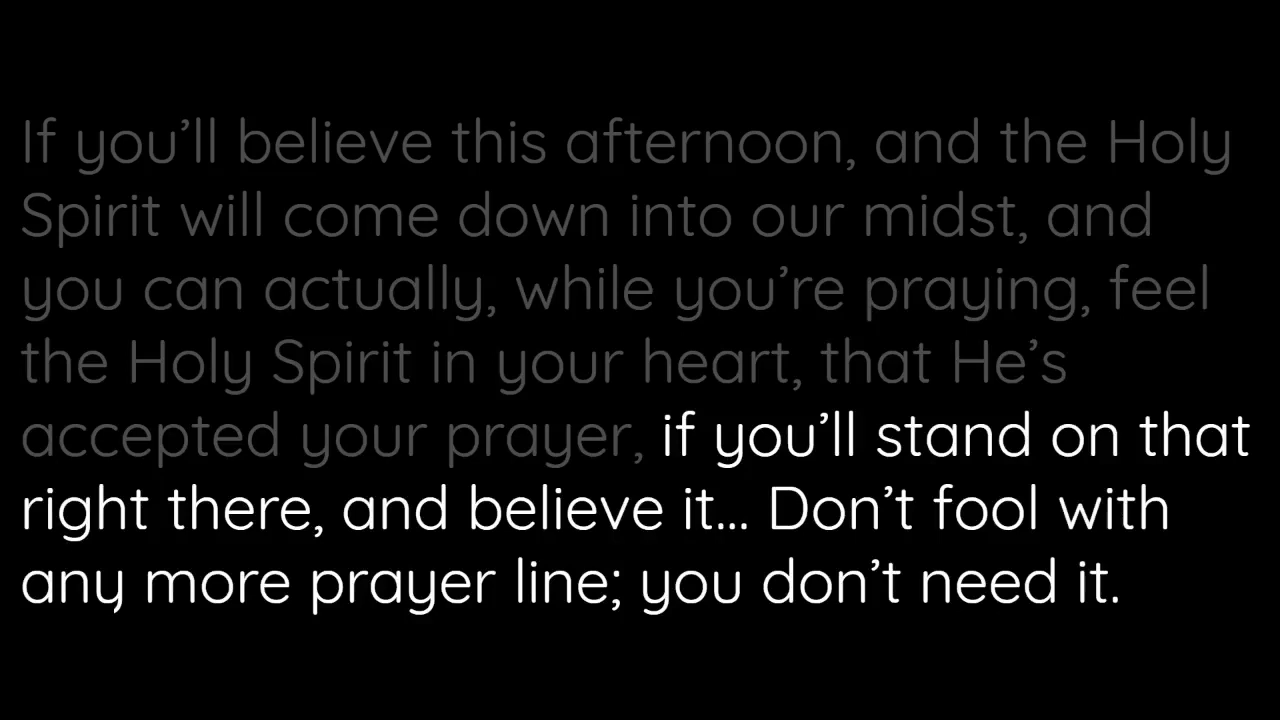 If you’ll believe this afternoon, and the Holy
Spirit will come down into our midst, and
you can actually, while you’re praying, feel
the Holy Spirit in your heart, that He’s
accepted your prayer, if you’ll stand on that
right there, and believe it... Don’t fool with
any more prayer line; you don’t need it.